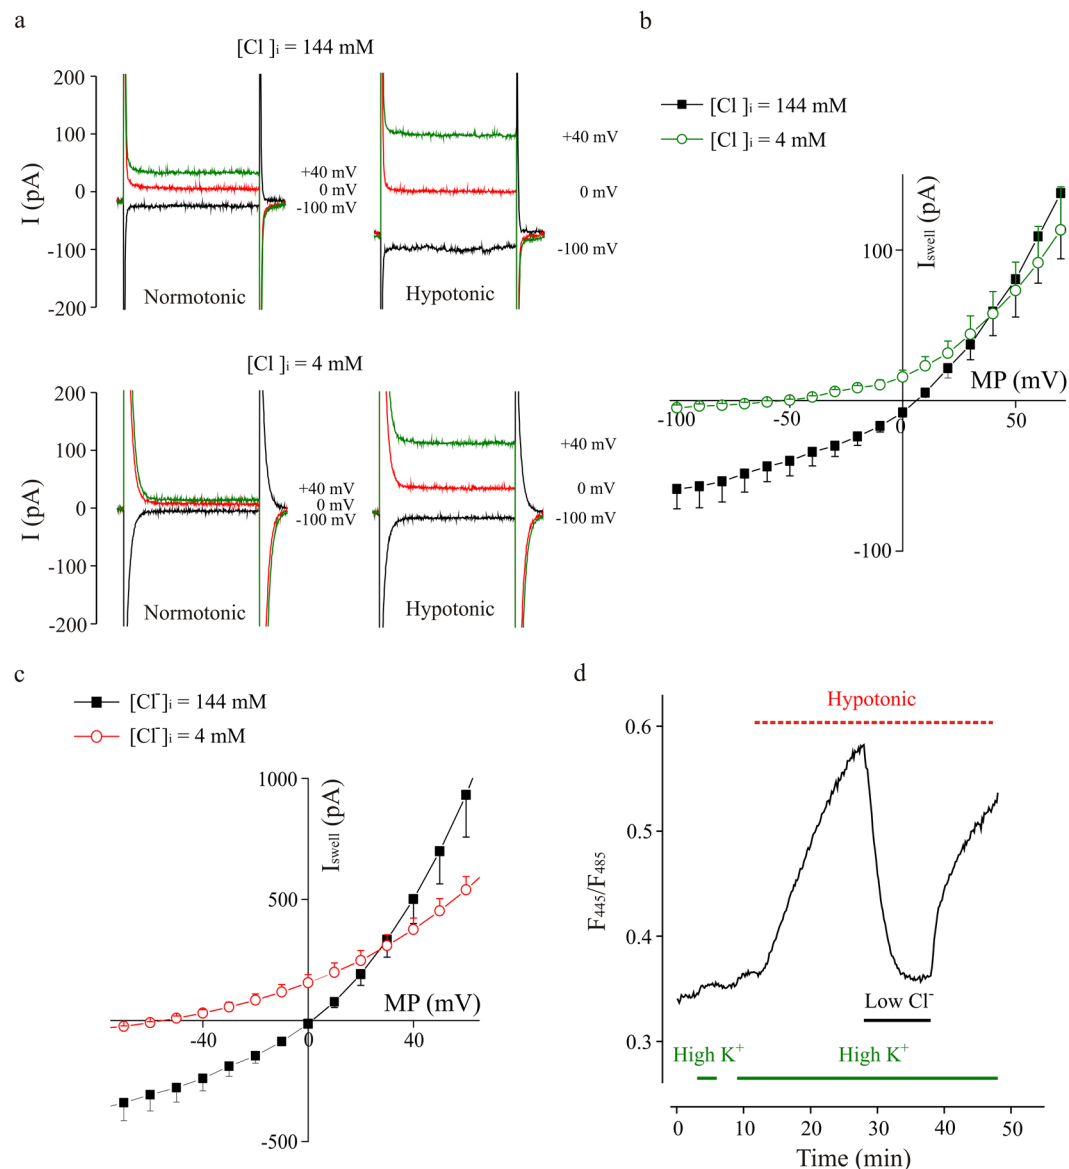 a
[Cl ]i = 144 mM
200
100
0
-100
-200
I (pA)
+40 mV
0 mV
-100 mV
Normotonic
+40 mV
0 mV
-100 mV
Hypotonic
[Cl ]i = 4 mM
200
100
0
-100
-200
I (pA)
+40 mV
0 mV
-100 mV
Normotonic
+40 mV
0 mV
-100 mV
Hypotonic
b
[Cl ]i = 144 mM
[Cl ]i = 4 mM
Iswell (pA)
100
MP (mV)
-100
0
50
-100
c
[Cl-]i = 144 mM
[Cl-]i = 4 mM
1000
Iswell (pA)
500
MP (mV)
-40
0
40
-500
d
Hypotonic
0.6
0.5
0.4
0.3
F445/F485
Low Cl-
High K+
High K+
0
10
20
30
40
50
Time (min)